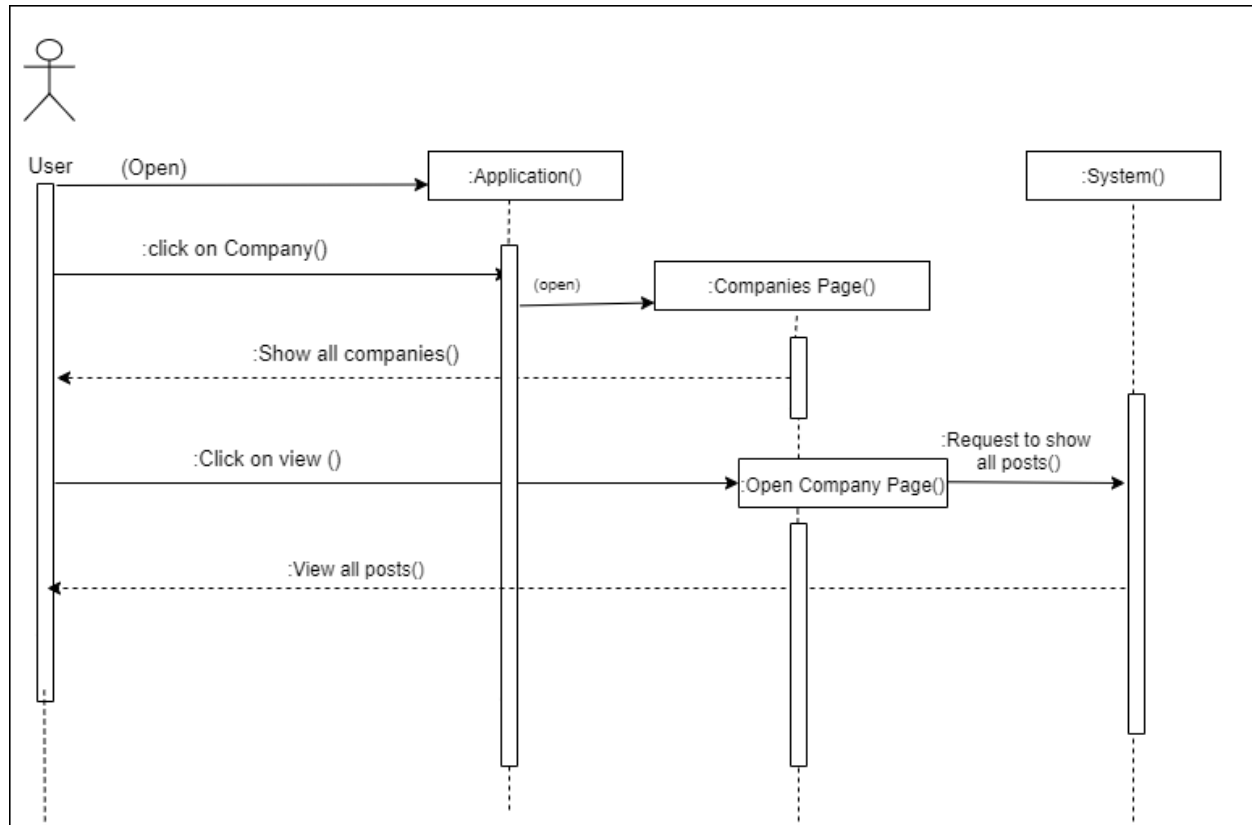 User
(Open)
:Application()
:System()
:click on Company()
(open)
:Companies Page()
:Show all companies()
:Click on view ()
:Open Company Page()
:Request to show
all posts()
:View all posts()